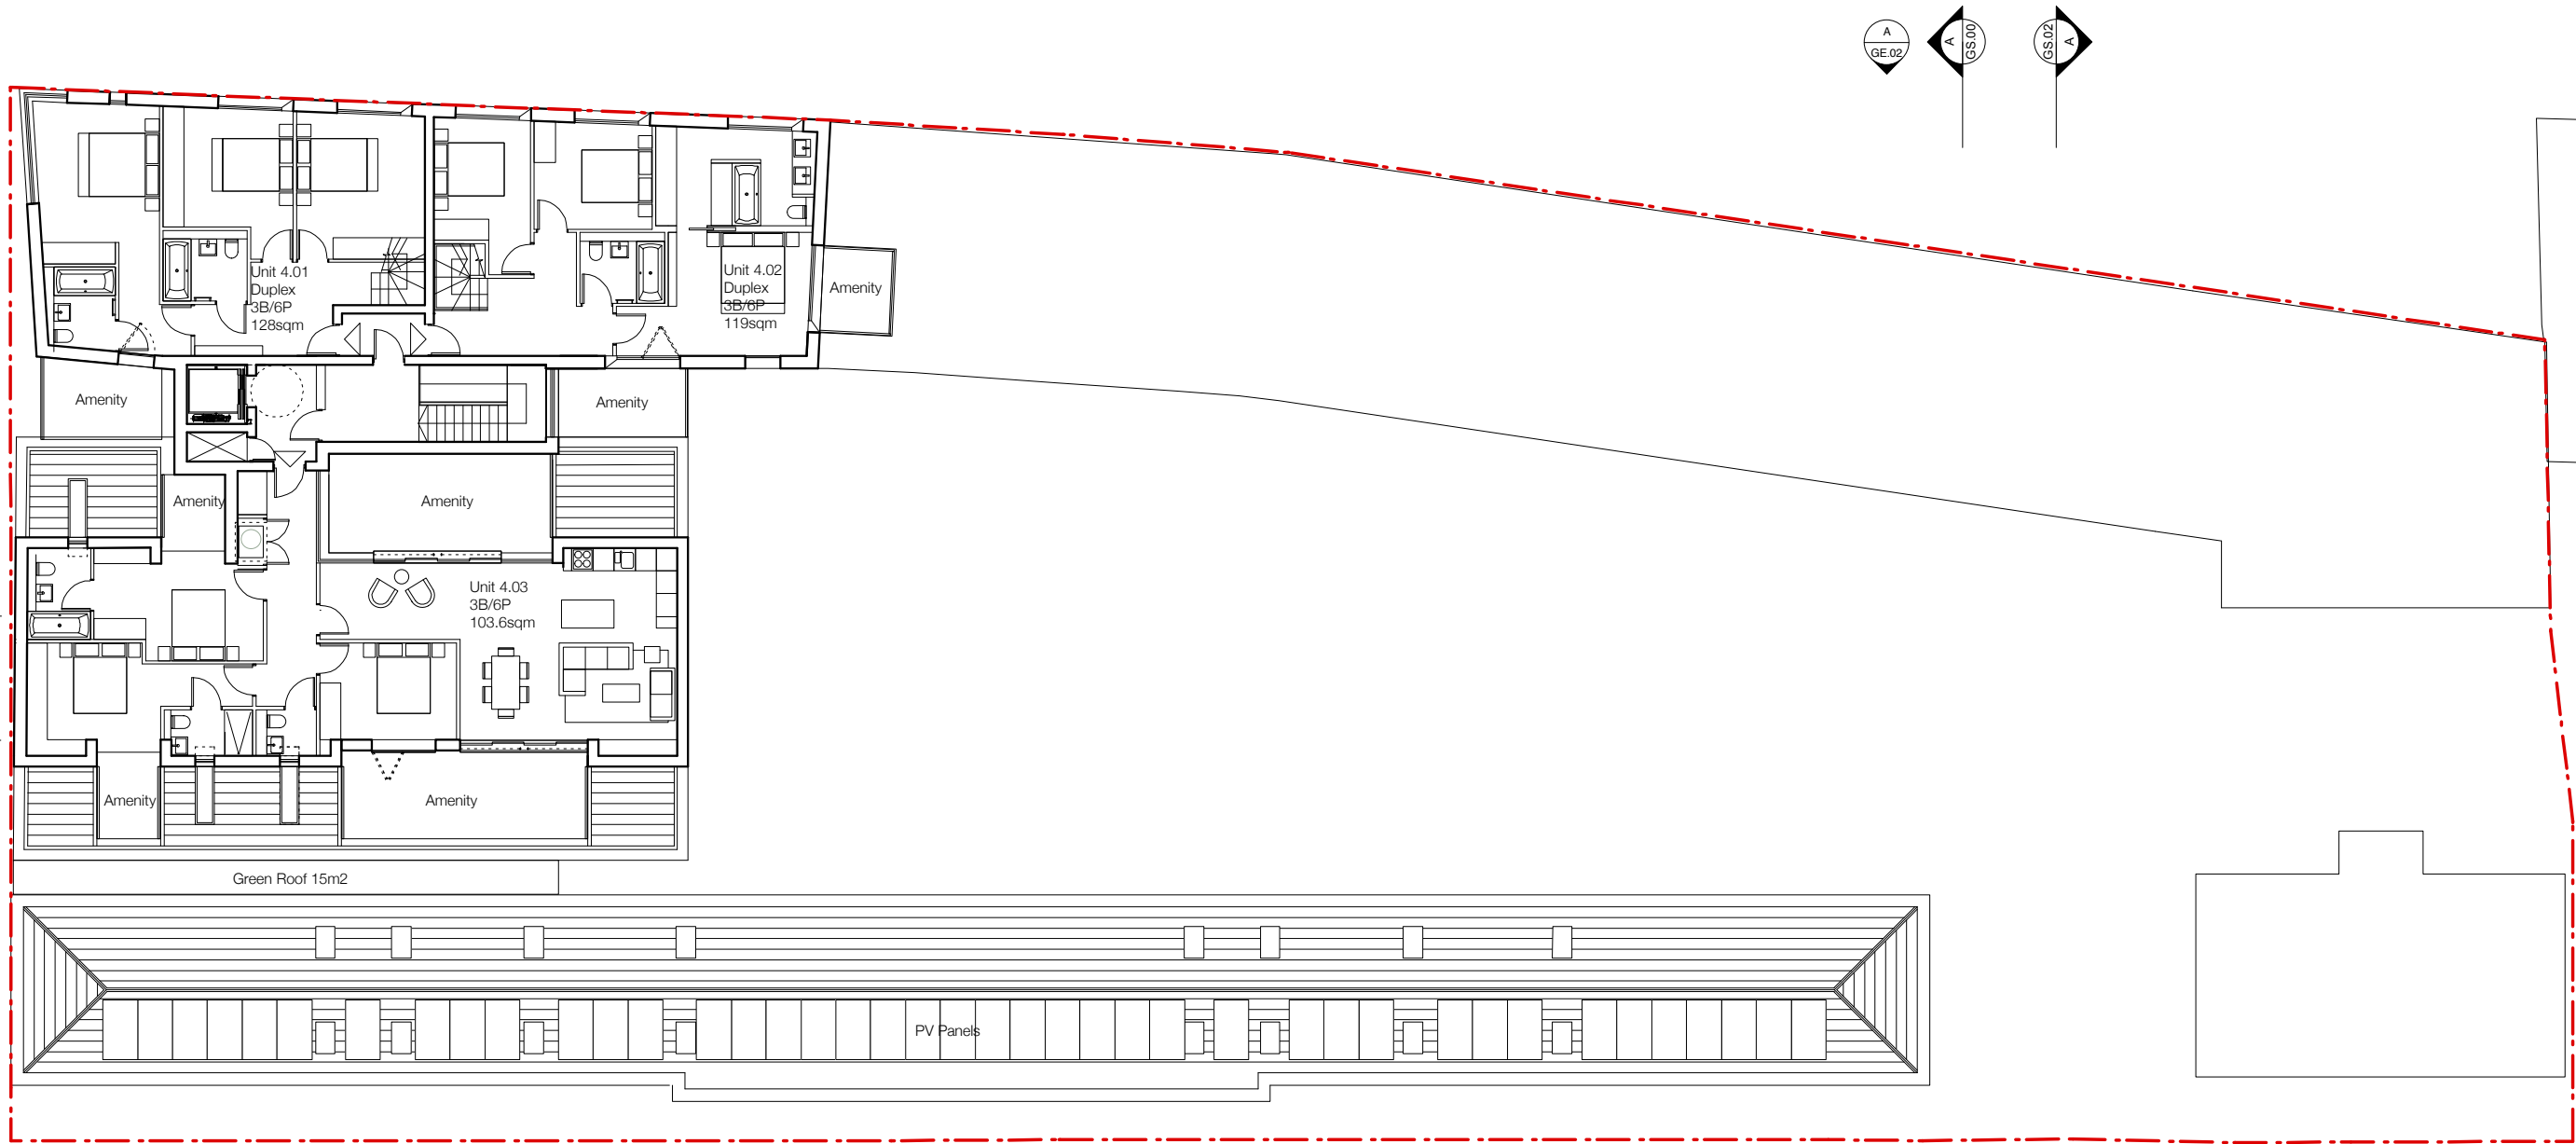 A
GE.02
A
GS.00
GS.02
A
Unit 4.01
Duplex
3B/6P
128sqm
Unit 4.02
Duplex
3B/6P
119sqm
Amenity
Amenity
Amenity
Amenity
Amenity
Unit 4.03
3B/6P
103.6sqm
Amenity
Amenity
Green Roof 15m2
PV Panels